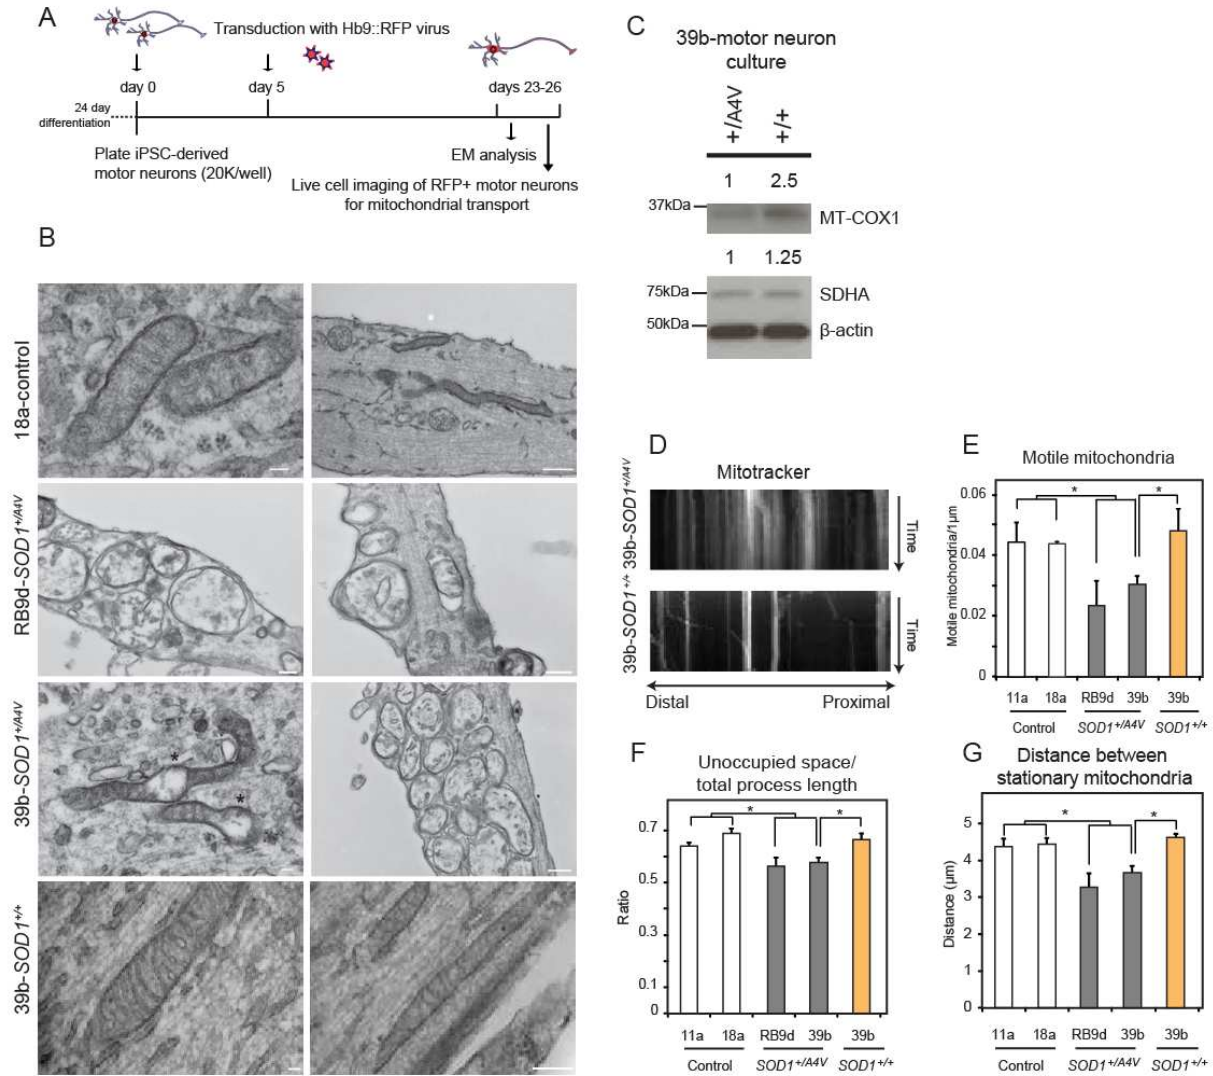 A
Transduction with Hb9::RFP virus
day 0
day 5
days 23-26
24 day
differentiation
Plate iPSC-derived
motor neurons (20K/well)
EM analysis
Live cell imaging of RFP+ motor neurons
for mitochondrial transport
B
18a-control
RB9d-SOD1+/A4V
39b-SOD1+/A4V
*
*
39b-SOD1+/+
C
39b-motor neuron
culture
+/A4V
+/+
1 2.5
37kDa
MT-COX1
1 1.25
75kDa
SDHA
50kDa
β-actin
D
Mitotracker
39b-SOD1+/A4V
Time
39b-SOD1+/+
Time
Distal Proximal
E
Motile mitochondria
Motile mitochondria/1μm
0.06
0.04
0.02
0
*
*
11a 18a RB9d 39b 39b
Control SOD1+/A4V SOD1+/+
F
Unoccupied space/
total process length
Ratio
0.7
0.5
0.3
0.1
0
*
*
11a 18a RB9d 39b 39b
Control SOD1+/A4V SOD1+/+
G
Distance between
stationary mitochondria
Distance (μm)
5
4
3
2
1
0
*
*
11a 18a RB9d 39b 39b
Control SOD1+/A4V SOD1+/+